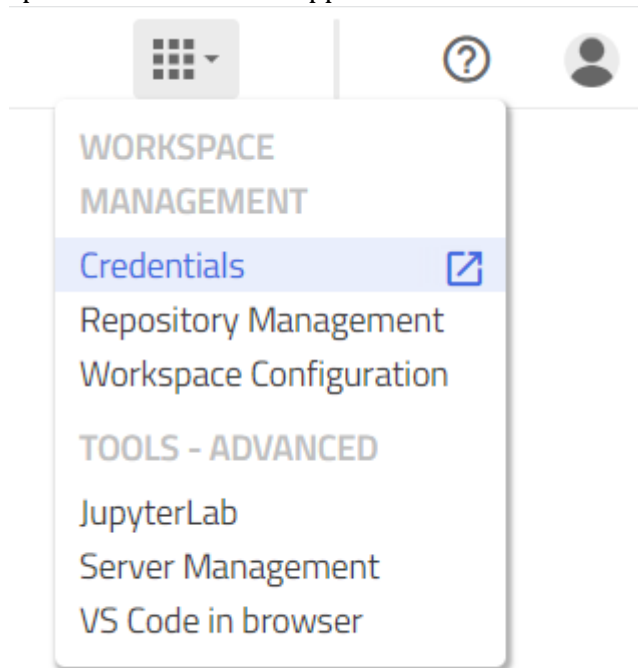 WORKSPACE
MANAGEMENT
Credentials
Repository Management
Workspace Configuration
TOOLS - ADVANCED
JupyterLab
Server Management
VS Code in browser